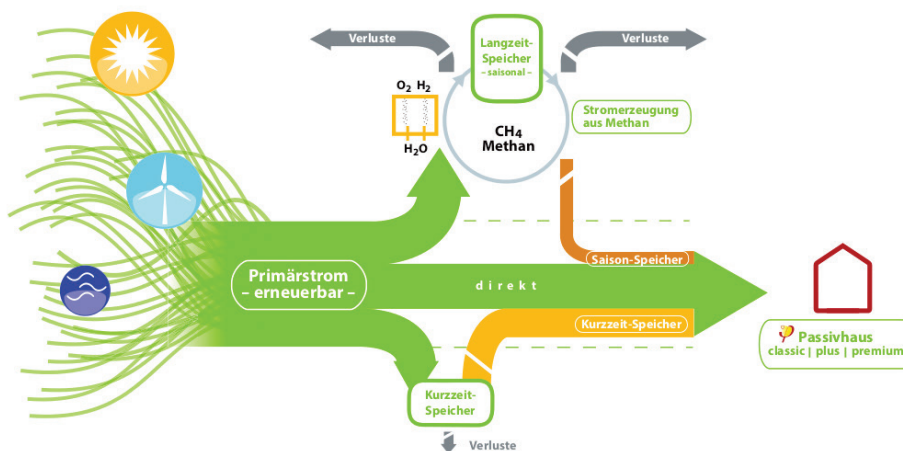 Verluste
Langzeit-
Speicher
– saisonal –
Verluste
O2 H2
H2O
CH4
Methan
Stromerzeugung
aus Methan
Primärstrom
– erneuerbar –
direkt
Saison-Speicher
Kurzzeit-Speicher
Passivhaus
classic | plus | premium
Kurzzeit-
Speicher
Verluste